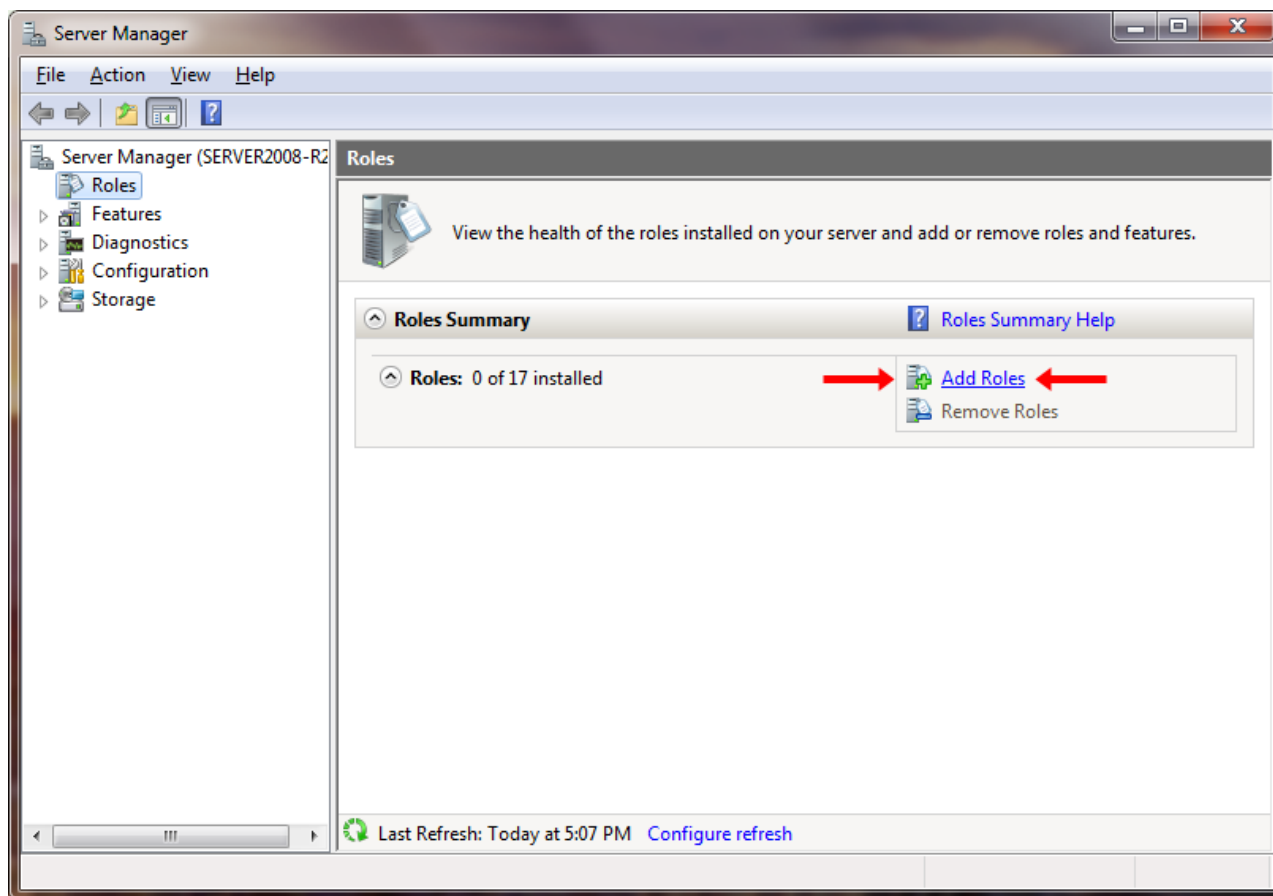 Server Manager
File Action View Help
Server Manager (SERVER2008-R2
Roles
Features
Diagnostics
Configuration
Storage
Roles
View the health of the roles installed on your server and add or remove roles and features.
Roles Summary
Roles Summary Help
Roles: 0 of 17 installed
Add Roles
Remove Roles
Last Refresh: Today at 5:07 PM Configure refresh